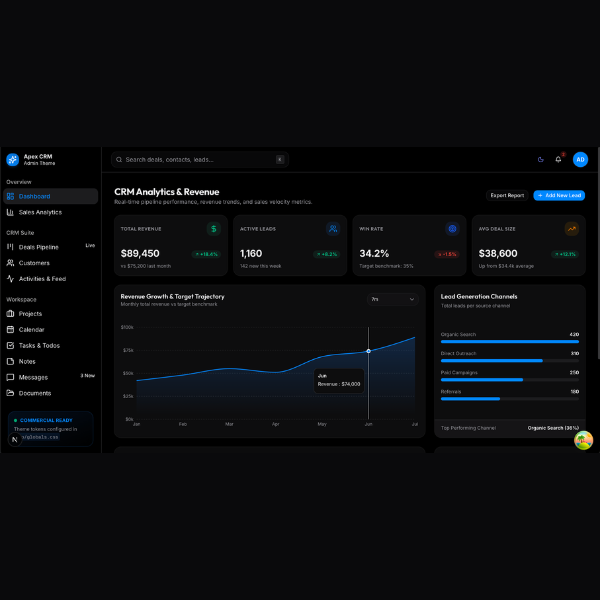 Apex CRM
Admin Theme
Search deals, contacts, leads...
AD
Overview
Dashboard
Sales Analytics
CRM Suite
Deals Pipeline Live
Customers
Activities & Feed
Workspace
Projects
Calendar
Tasks & Todos
Notes
Messages 3 New
Documents
COMMERCIAL READY
Theme tokens configured in
N
CRM Analytics & Revenue
Real-time pipeline performance, revenue trends, and sales velocity metrics.
Export Report
+ Add New Lead
TOTAL REVENUE
$89,450 +18.4%
vs $75,200 last month
ACTIVE LEADS
1,160 +8.2%
142 new this week
WIN RATE
34.2% -1.5%
Target benchmark: 35%
AVG DEAL SIZE
$38,600 +12.1%
Up from $34.4k average
Revenue Growth & Target Trajectory
Monthly total revenue vs target benchmark
7m
$100k
$75k
$50k
$25k
$0k
Jan Feb Mar Apr May Jun Jul
Jun
Revenue : $74,000
Lead Generation Channels
Total leads per source channel
Organic Search 420
Direct Outreach 310
Paid Campaigns 250
Referrals 180
Top Performing Channel Organic Search (36%)